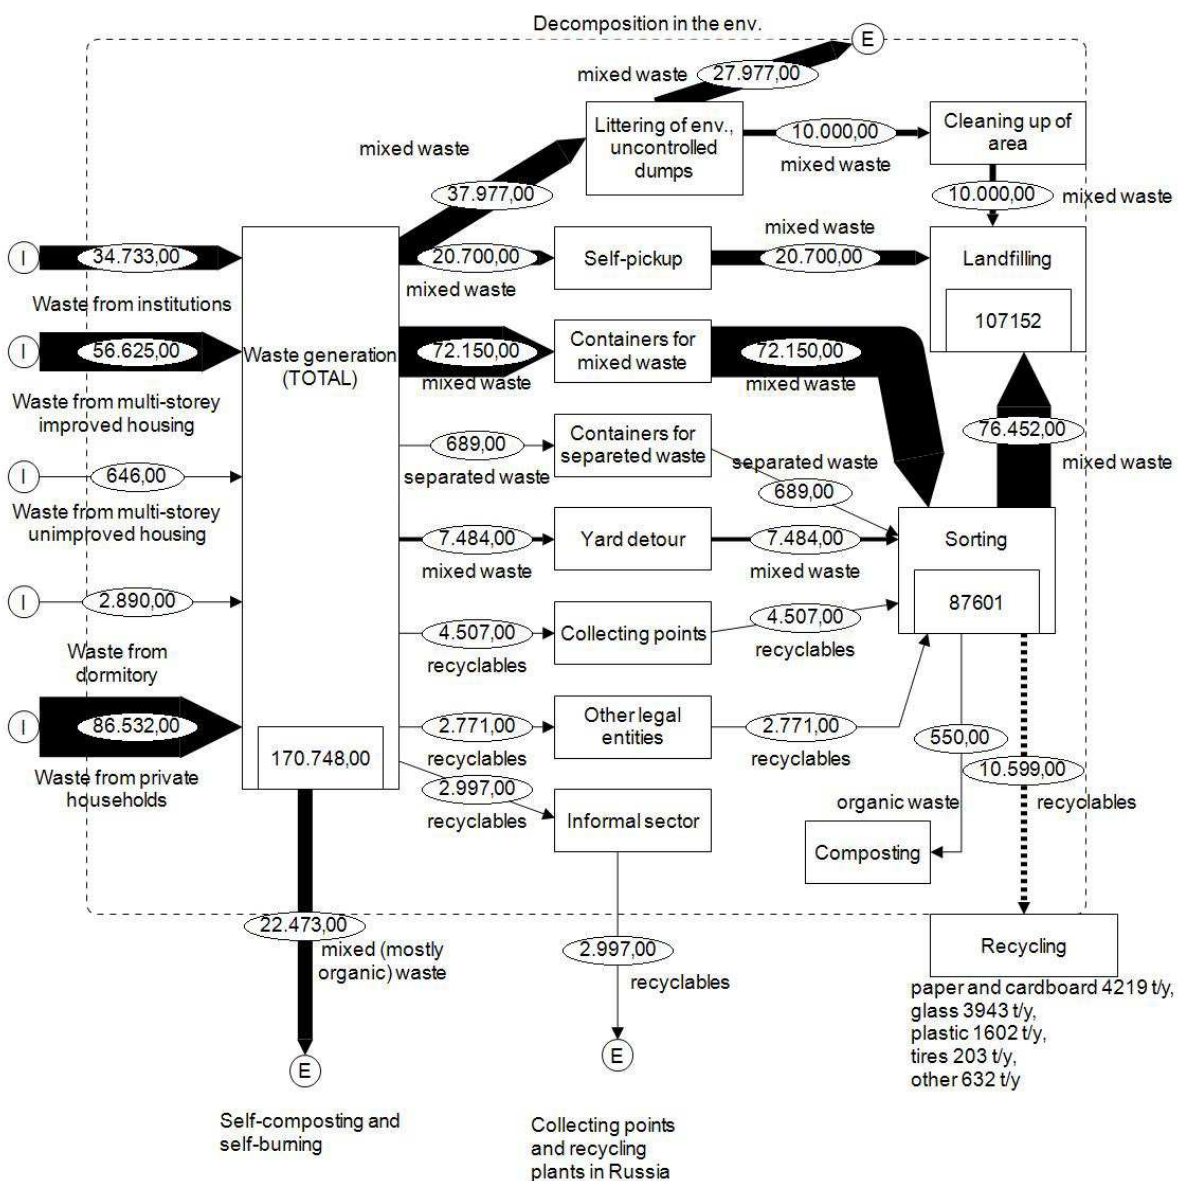 Decomposition in the env.
E
mixed waste
27.977,00
mixed waste
Littering of env.,
uncontrolled
dumps
10.000,00
mixed waste
Cleaning up of
area
37.977,00
10.000,00
mixed waste
I
34.733,00
Waste from institutions
20.700,00
mixed waste
Self-pickup
mixed waste
20.700,00
Landfilling
107152
I
56.625,00
Waste from multi-storey
improved housing
Waste generation
(TOTAL)
72.150,00
mixed waste
Containers for
mixed waste
72.150,00
mixed waste
76.452,00
mixed waste
I
646,00
Waste from multi-storey
unimproved housing
689,00
separated waste
Containers for
separeted waste
separated waste
689,00
7.484,00
mixed waste
Yard detour
7.484,00
mixed waste
Sorting
87601
I
2.890,00
Waste from
dormitory
4.507,00
recyclables
Collecting points
4.507,00
recyclables
I
86.532,00
Waste from private
households
170.748,00
2.771,00
recyclables
Other legal
entities
2.771,00
recyclables
550,00
organic waste
10.599,00
recyclables
2.997,00
recyclables
Informal sector
Composting
22.473,00
mixed (mostly
organic) waste
2.997,00
recyclables
Recycling
paper and cardboard 4219 t/y,
glass 3943 t/y,
plastic 1602 t/y,
tires 203 t/y,
other 632 t/y
E
Self-composting and
self-burning
E
Collecting points
and recycling
plants in Russia